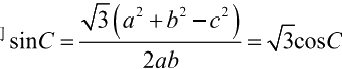 ] sinC = √3(a² + b² − c²) / 2ab = √3cosC